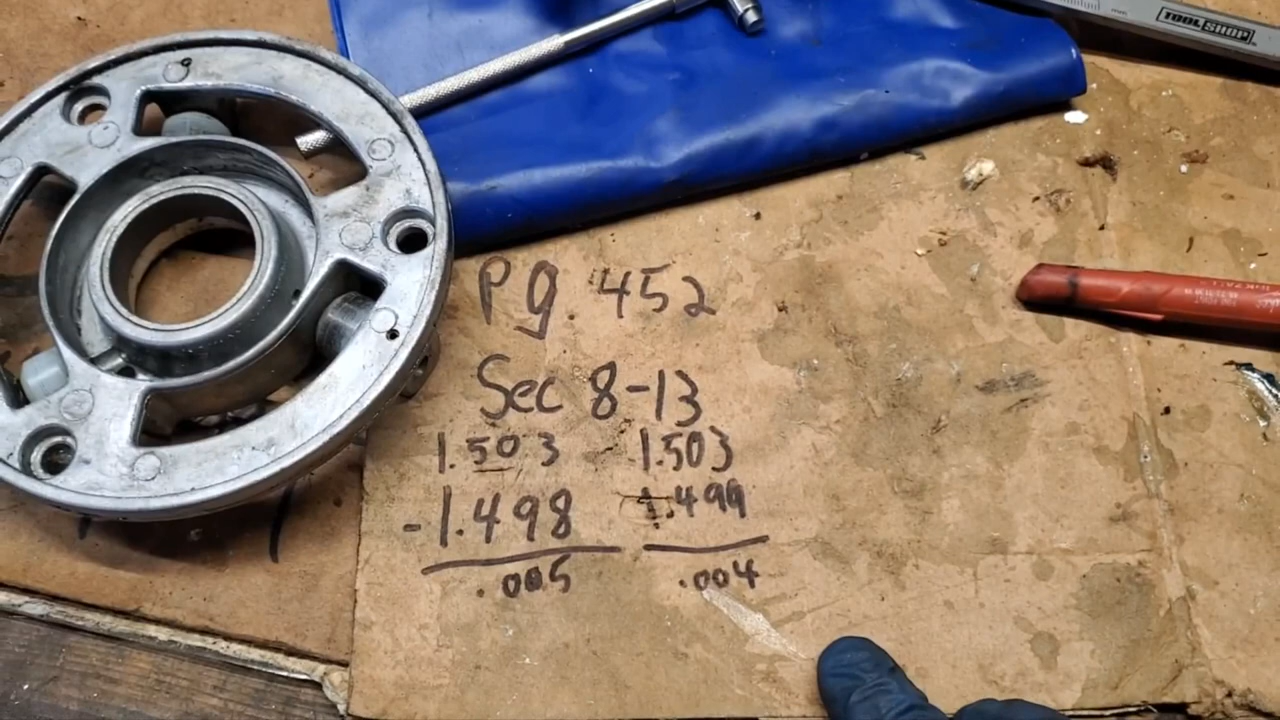 TOOL SHOP
Pg 452
Sec 8-13
1.503 1.503
-1.498 1.499
.005 .004